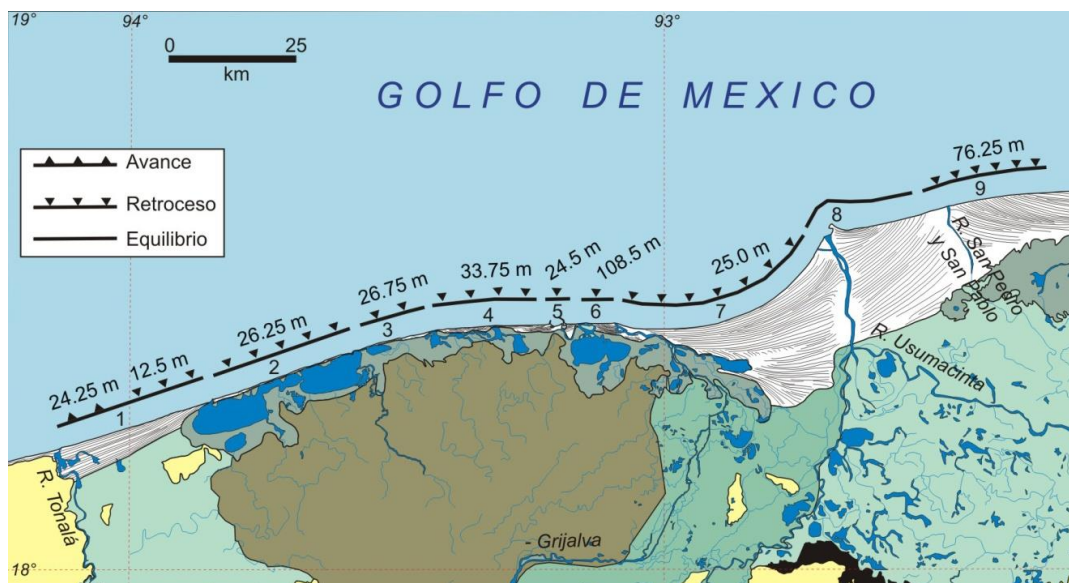 19°
94°
93°
0 25
km
GOLFO DE MEXICO
Avance
Retroceso
Equilibrio
24.25 m
12.5 m
26.25 m
26.75 m
33.75 m
24.5 m
108.5 m
25.0 m
76.25 m
1
2
3
4
5
6
7
8
9
R. San Pedro
y San Pablo
R. Usumacinta
R. Tonalá
- Grijalva
18°